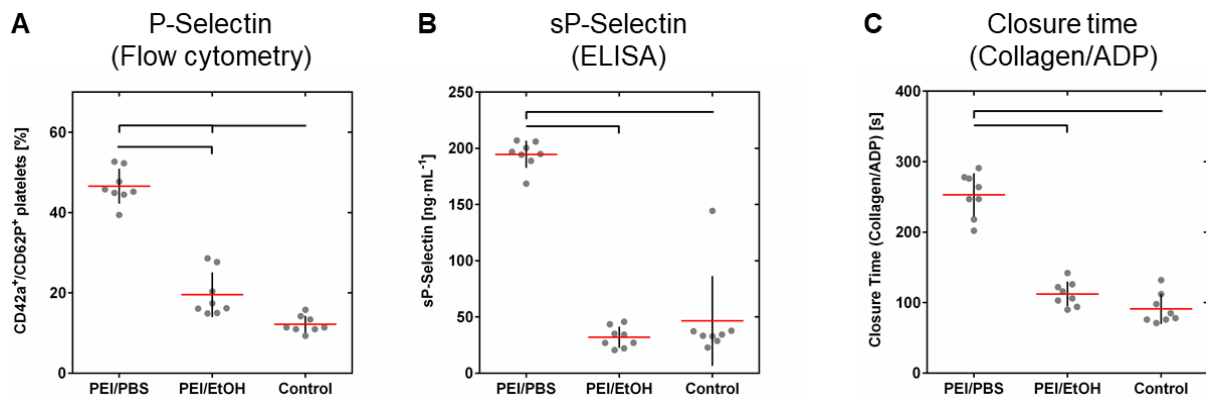 A
P-Selectin
(Flow cytometry)
CD42a⁺/CD62P⁺ platelets [%]
60
40
20
0
PEI/PBS PEI/EtOH Control
B
sP-Selectin
(ELISA)
sP-Selectin [ng·mL⁻¹]
250
200
150
100
50
0
PEI/PBS PEI/EtOH Control
C
Closure time
(Collagen/ADP)
Closure Time (Collagen/ADP) [s]
400
300
200
100
0
PEI/PBS PEI/EtOH Control